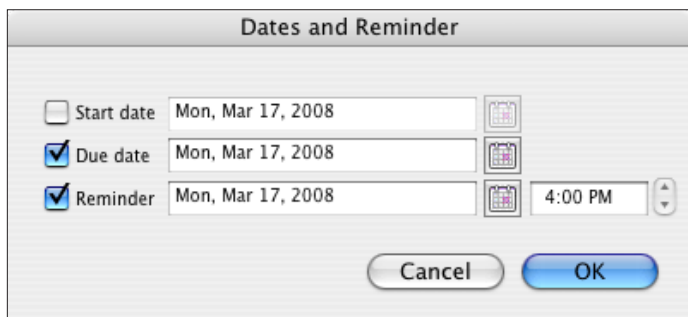 Dates and Reminder
Start date Mon, Mar 17, 2008
Due date Mon, Mar 17, 2008
Reminder Mon, Mar 17, 2008 4:00 PM
Cancel OK